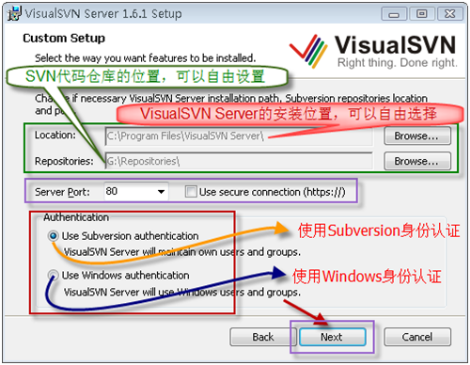 VisualSVN Server 1.6.1 Setup
Custom Setup
Select the way you want features to be installed.
VisualSVN
Right thing. Done right.
SVN代码仓库的位置，可以自由设置
Change if necessary VisualSVN Server installation path, Subversion repositories location
and
VisualSVN Server的安装位置，可以自由选择
Location:
C:\Program Files\VisualSVN Server\
Browse...
Repositories:
G:\Repositories\
Browse...
Server Port:
80
Use secure connection (https://)
Authentication
Use Subversion authentication
使用Subversion身份认证
VisualSVN Server will maintain own users and groups.
Use Windows authentication
使用Windows身份认证
VisualSVN Server will use Windows users and groups.
Back
Next
Cancel